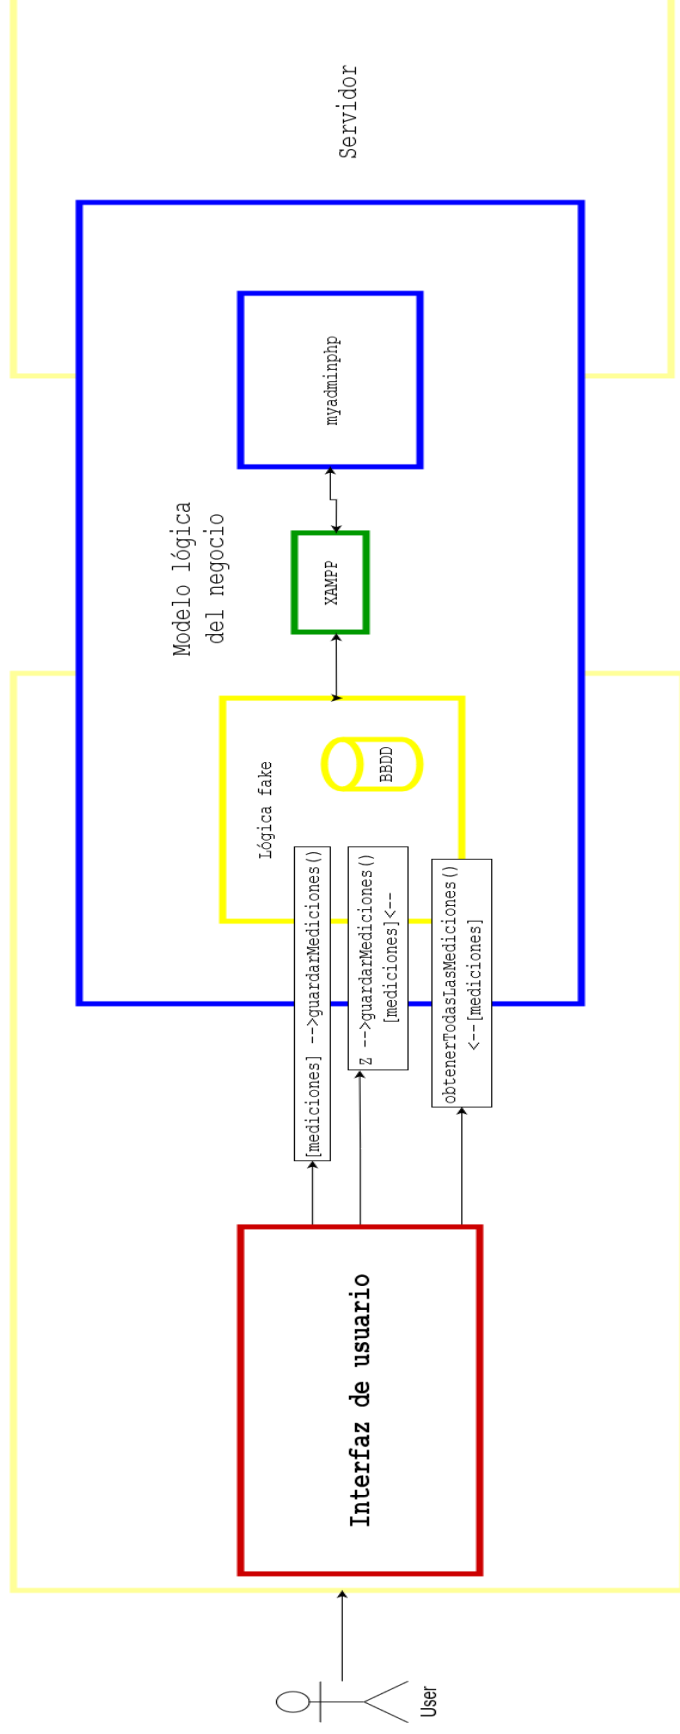 User
Interfaz de usuario
[mediciones] -->guardarMediciones()
Z -->guardarMediciones()
[mediciones]<--
obtenerTodasLasMediciones()
<--[mediciones]
Lógica fake
BBDD
Modelo lógica
del negocio
XAMPP
myadminphp
Servidor